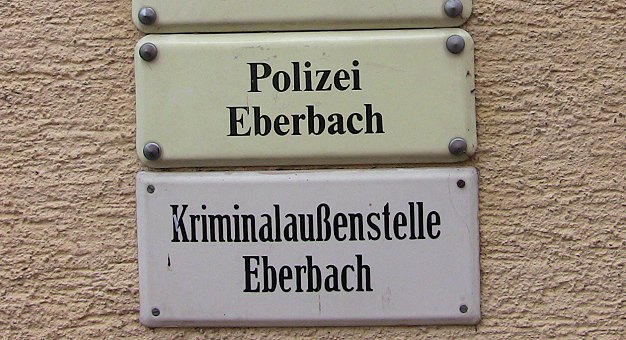 Polizei
Eberbach
Kriminalaußenstelle
Eberbach